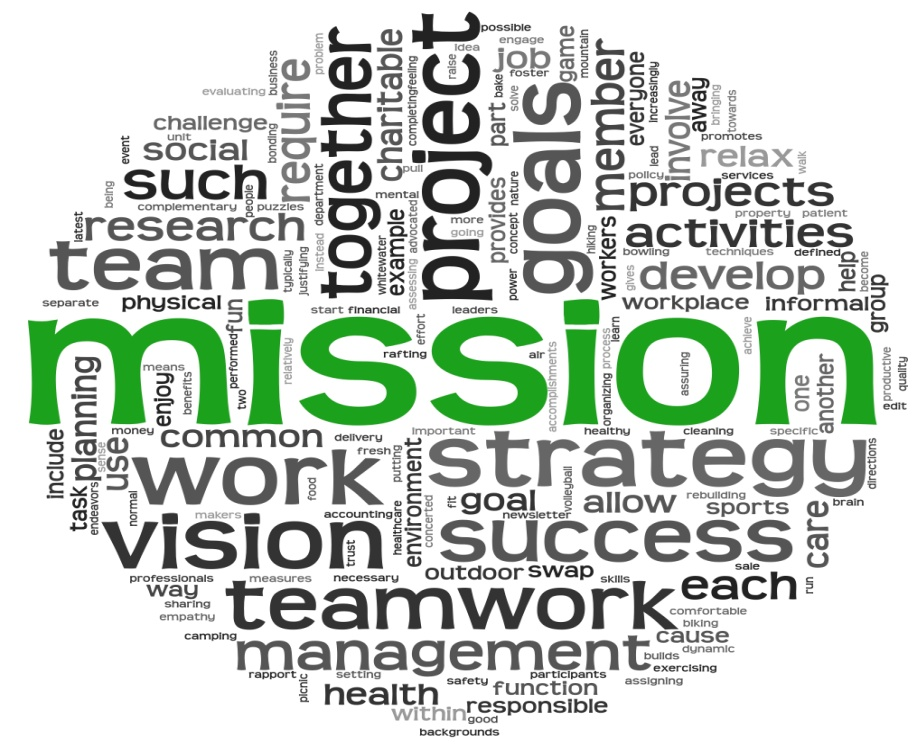 possible
idea
engage
job
foster
game
mountain
problem
business
require
together
charitable
completing
feeling
project
raise
bake
solve
part
goals
member
everyone
increasingly
evaluating
involve
away
bringing
towards
challenge
unit
event
bonding
social
pull
lead
promotes
relax
walk
such
people
being
complementary
puzzles
department
mental
policy
services
projects
latest
research
instead
example
advocated
more
going
provides
concept
nature
property
patient
activities
team
typically
justifying
whitewater
assessing
power
hiking
workers
bowling
techniques
defined
gives
develop
help
become
group
separate
physical
fun
start
financial
leaders
workplace
informal
mission
effort
rafting
air
accomplishments
process
learn
organizing
assuring
achieve
productive
quality
edit
planning
means
enjoy
benefits
performed
two
relatively
one
another
include
use
sense
money
common
delivery
important
healthy
cleaning
specific
directions
task
endeavors
normal
work
food
fresh
putting
environment
strategy
goal
fit
newsletter
volleyball
allow
rebuilding
sports
brain
makers
accounting
healthcare
concerted
vision
trust
success
care
professionals
measures
necessary
outdoor
swap
skills
sale
each
run
way
sharing
empathy
teamwork
comfortable
biking
camping
management
cause
dynamic
builds
exercising
rapport
setting
safety
participants
assigning
picnic
health
function
responsible
within
good
backgrounds